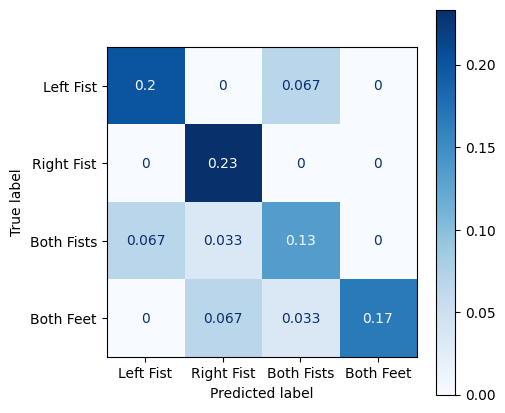 True label
Left Fist 0.2 0 0.067 0
Right Fist 0 0.23 0 0
Both Fists 0.067 0.033 0.13 0
Both Feet 0 0.067 0.033 0.17
Left Fist Right Fist Both Fists Both Feet
Predicted label
0.20
0.15
0.10
0.05
0.00